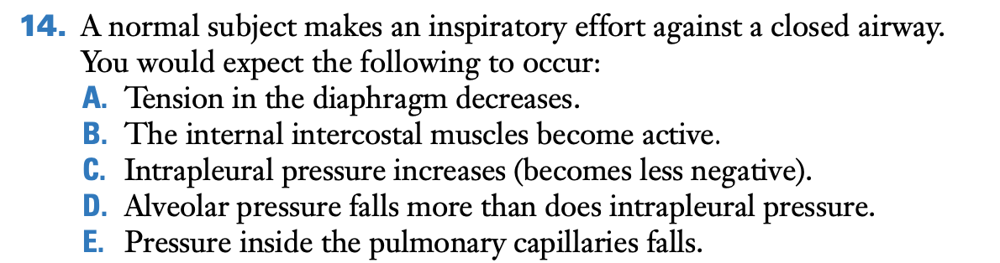 14. A normal subject makes an inspiratory effort against a closed airway.
You would expect the following to occur:
A. Tension in the diaphragm decreases.
B. The internal intercostal muscles become active.
C. Intrapleural pressure increases (becomes less negative).
D. Alveolar pressure falls more than does intrapleural pressure.
E. Pressure inside the pulmonary capillaries falls.